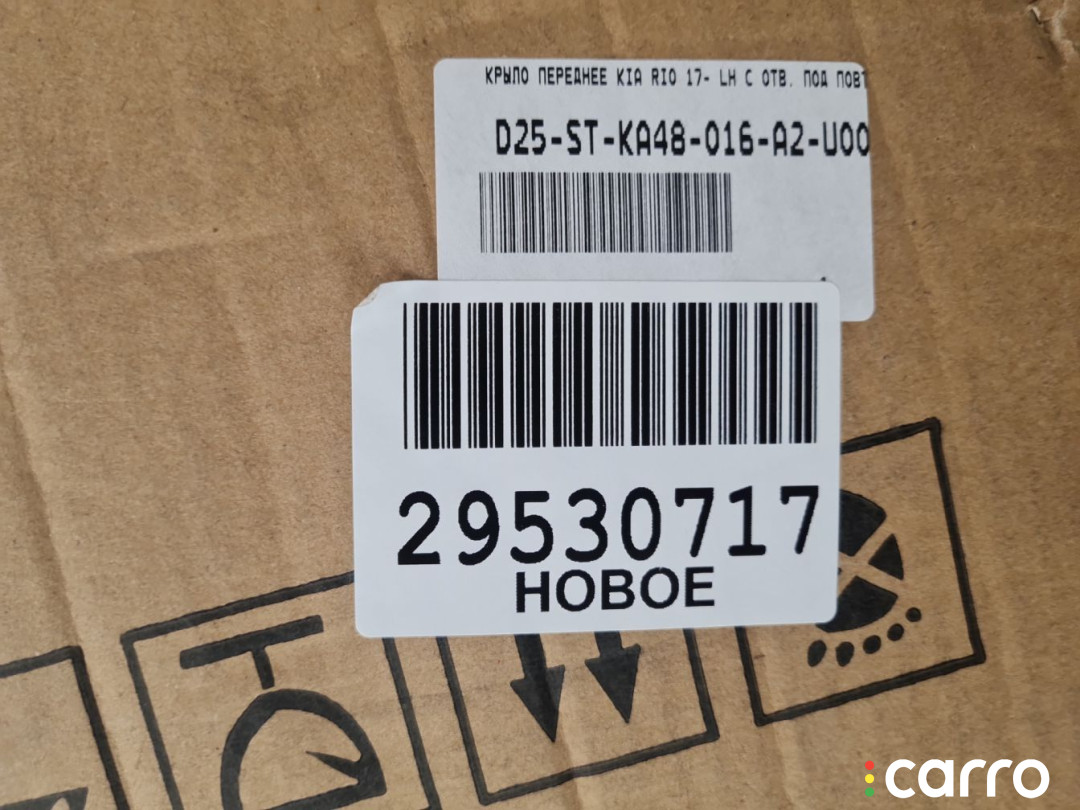 КРЫЛО ПЕРЕДНЕЕ KIA RIO 17- LH С ОТВ. ПОД ПОВТ
D25-ST-KA48-016-A2-U00
29530717
НОВОЕ
carro